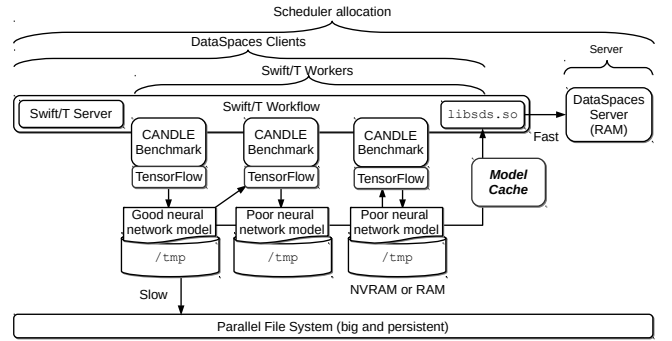 Scheduler allocation
DataSpaces Clients
Server
Swift/T Workers
Swift/T Server
Swift/T Workflow
libsds.so
DataSpaces
Server
(RAM)
Fast
CANDLE
Benchmark
CANDLE
Benchmark
CANDLE
Benchmark
TensorFlow
TensorFlow
TensorFlow
Model
Cache
Good neural
network model
Poor neural
network model
Poor neural
network model
/tmp
/tmp
/tmp
Slow
NVRAM or RAM
Parallel File System (big and persistent)